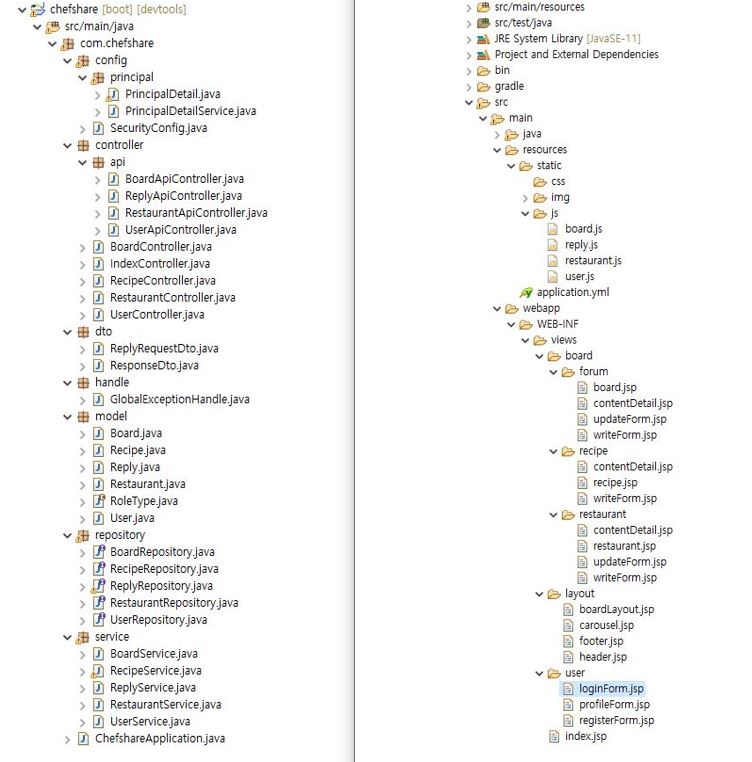 chefshare [boot] [devtools]
src/main/java
com.chefshare
config
principal
PrincipalDetail.java
PrincipalDetailService.java
SecurityConfig.java
controller
api
BoardApiController.java
ReplyApiController.java
RestaurantApiController.java
UserApiController.java
BoardController.java
IndexController.java
RecipeController.java
RestaurantController.java
UserController.java
dto
ReplyRequestDto.java
ResponseDto.java
handle
GlobalExceptionHandle.java
model
Board.java
Recipe.java
Reply.java
Restaurant.java
RoleType.java
User.java
repository
BoardRepository.java
RecipeRepository.java
ReplyRepository.java
RestaurantRepository.java
UserRepository.java
service
BoardService.java
RecipeService.java
ReplyService.java
RestaurantService.java
UserService.java
ChefshareApplication.java
src/main/resources
src/test/java
JRE System Library [JavaSE-11]
Project and External Dependencies
bin
gradle
src
main
java
resources
static
css
img
js
board.js
reply.js
restaurant.js
user.js
application.yml
webapp
WEB-INF
views
board
forum
board.jsp
contentDetail.jsp
updateForm.jsp
writeForm.jsp
recipe
contentDetail.jsp
recipe.jsp
writeForm.jsp
restaurant
contentDetail.jsp
restaurant.jsp
updateForm.jsp
writeForm.jsp
layout
boardLayout.jsp
carousel.jsp
footer.jsp
header.jsp
user
loginForm.jsp
profileForm.jsp
registerForm.jsp
index.jsp